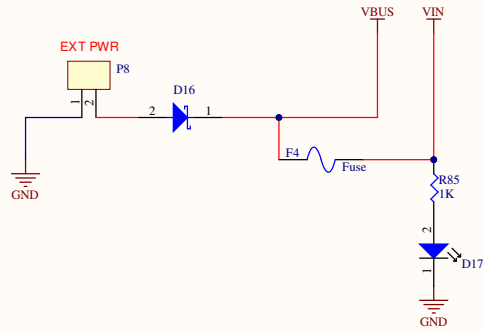 VBUS
VIN
EXT PWR
P8
1
2
D16
2
1
F4
Fuse
GND
R85
1K
2
D17
1
GND